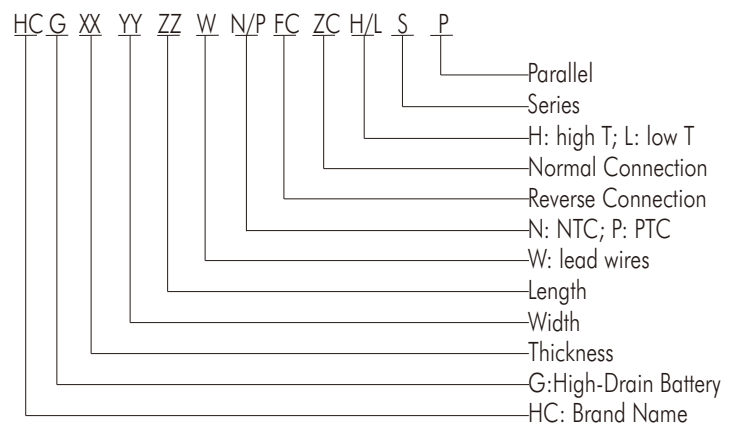 HC G XX YY ZZ W N/P FC ZC H/L S P
Parallel
Series
H: high T; L: low T
Normal Connection
Reverse Connection
N: NTC; P: PTC
W: lead wires
Length
Width
Thickness
G:High-Drain Battery
HC: Brand Name